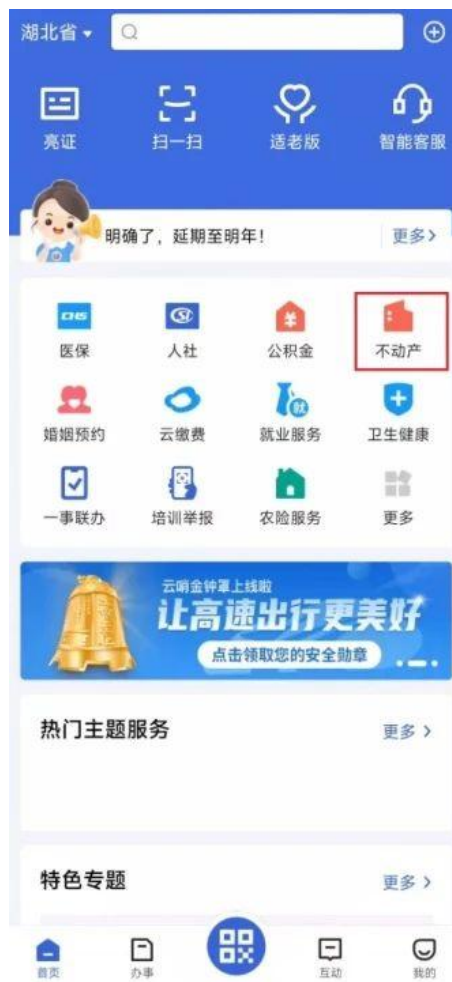 湖北省
亮证 扫一扫 适老版 智能客服
明确了，延期至明年！ 更多
CHS
医保 人社 公积金 不动产
就
婚姻预约 云缴费 就业服务 卫生健康
一事联办 培训举报 农险服务 更多
云哨金钟罩上线啦
让高速出行更美好
点击领取您的安全勋章
热门主题服务 更多
特色专题 更多
首页 办事 互动 我的